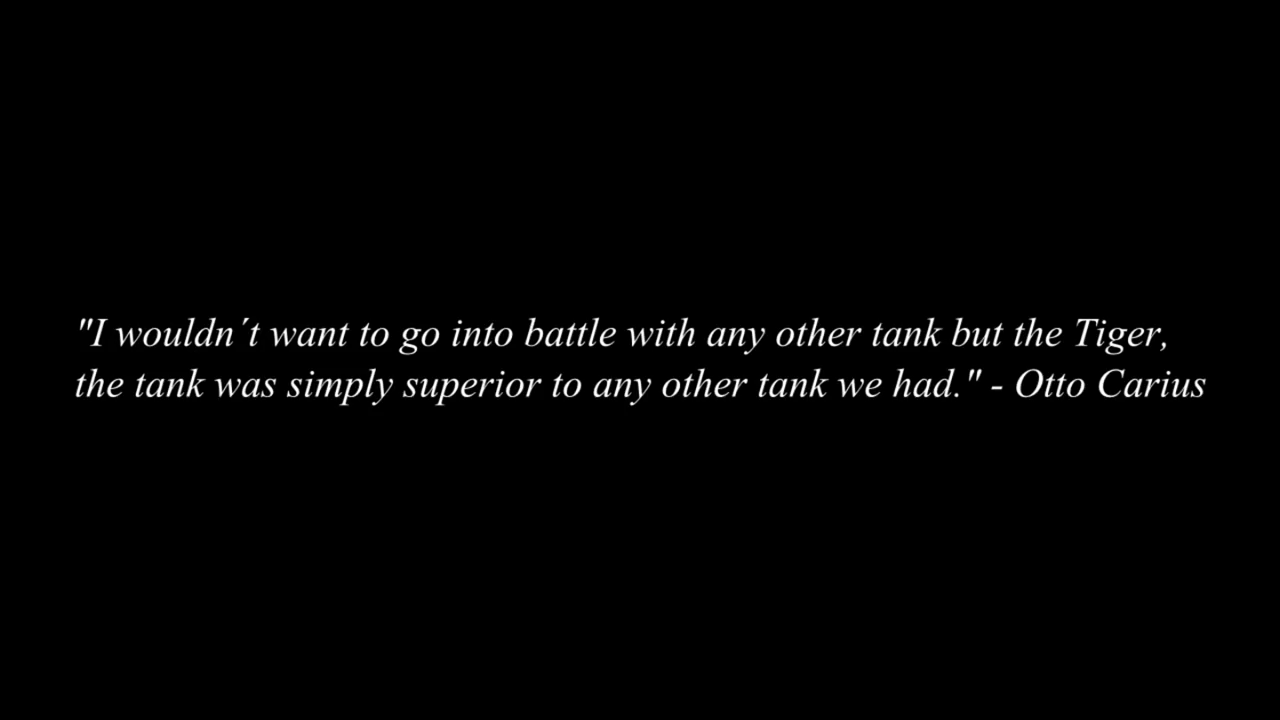 "I wouldn´t want to go into battle with any other tank but the Tiger,
the tank was simply superior to any other tank we had." - Otto Carius